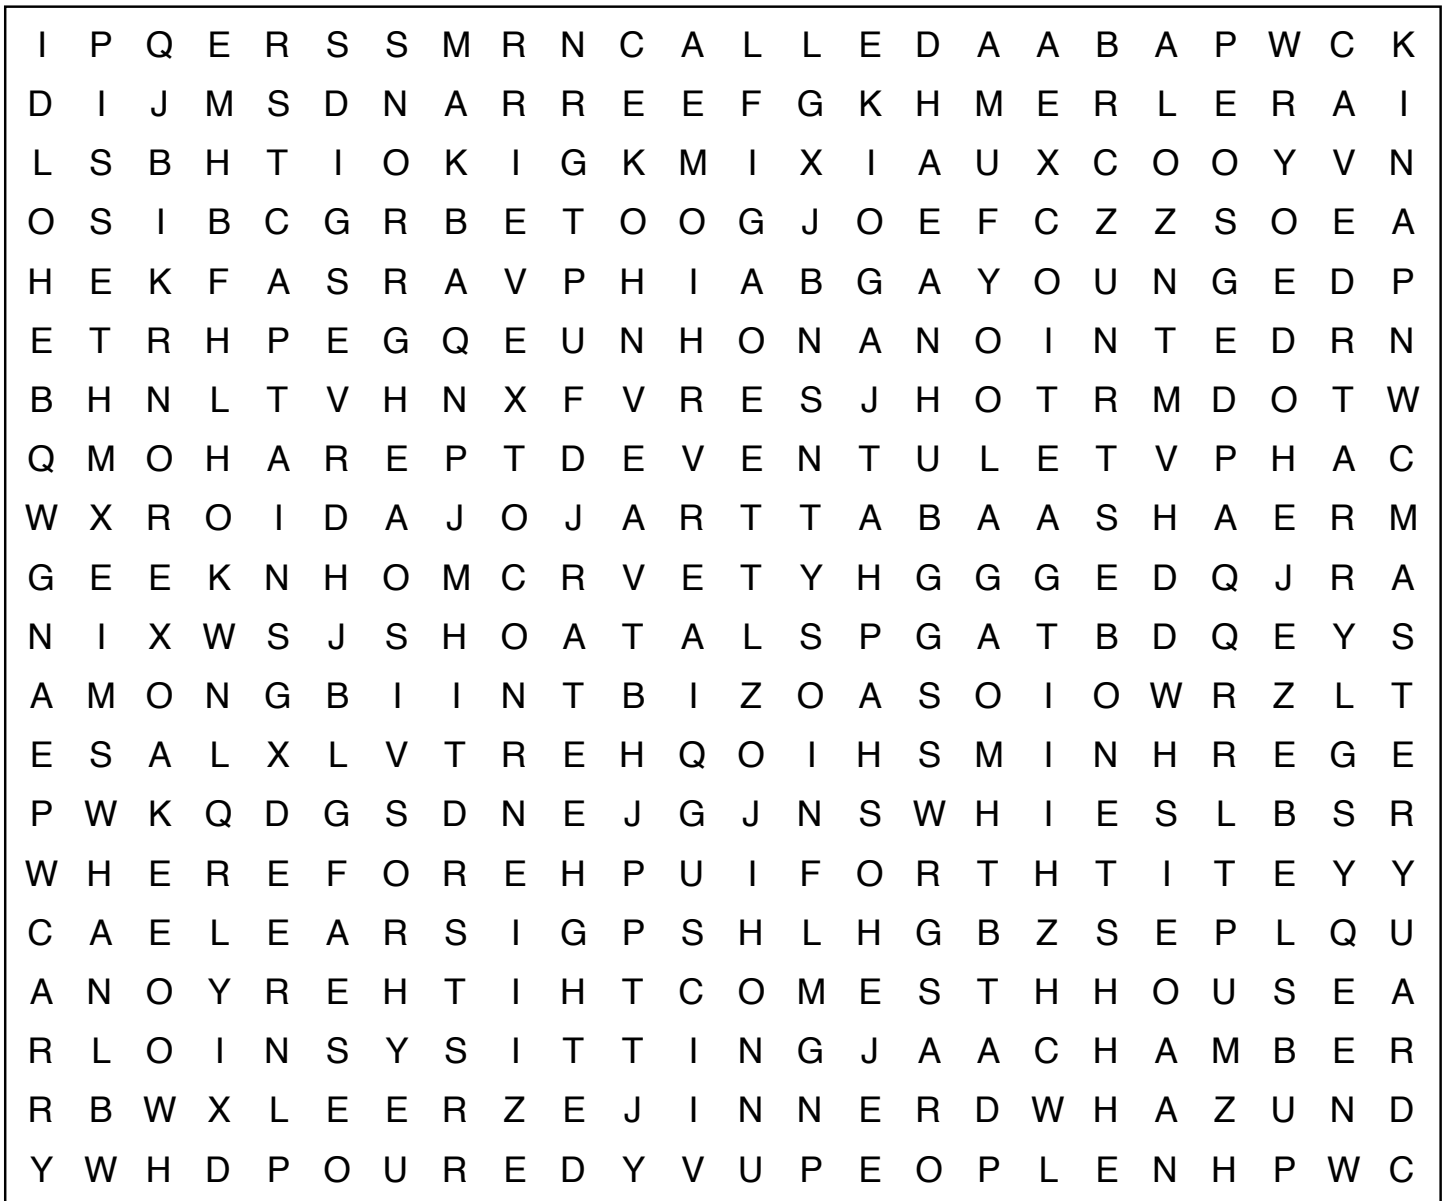 I P Q E R S S M R N C A L L E D A A B A P W C K
D I J M S D N A R R E E F G K H M E R L E R A I
L S B H T I O K I G K M I X I A U X C O O Y V N
O S I B C G R B E T O O G J O E F C Z Z S O E A
H E K F A S R A V P H I A B G A Y O U N G E D P
E T R H P E G Q E U N H O N A N O I N T E D R N
B H N L T V H N X F V R E S J H O T R M D O T W
Q M O H A R E P T D E V E N T U L E T V P H A C
W X R O I D A J O J A R T T A B A A S H A E R M
G E E K N H O M C R V E T Y H G G G E D Q J R A
N I X W S J S H O A T A L S P G A T B D Q E Y S
A M O N G B I I N T B I Z O A S O I O W R Z L T
E S A L X L V T R E H Q O I H S M I N H R E G E
P W K Q D G S D N E J G J N S W H I E S L B S R
W H E R E F O R E H P U I F O R T H T I T E Y Y
C A E L E A R S I G P S H L H G B Z S E P L Q U
A N O Y R E H T I H T C O M E S T H H O U S E A
R L O I N S Y S I T T I N G J A A C H A M B E R
R B W X L E E R Z E J I N N E R D W H A Z U N D
Y W H D P O U R E D Y V U P E O P L E N H P W C